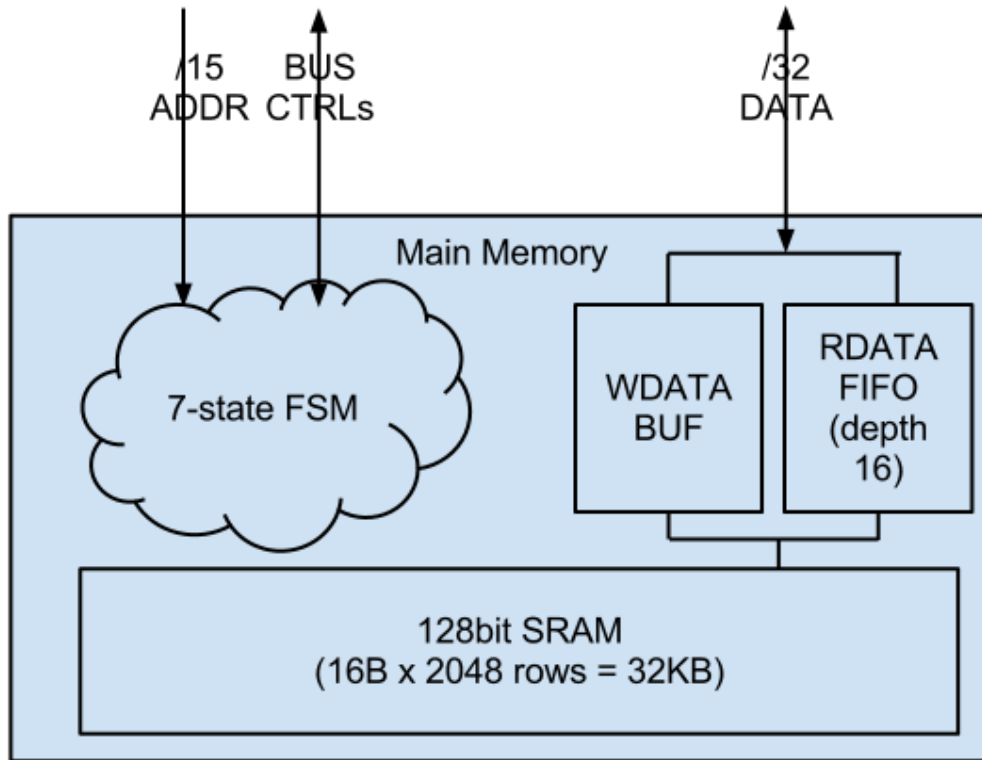 /15
ADDR
BUS
CTRLs
/32
DATA
Main Memory
7-state FSM
WDATA
BUF
RDATA
FIFO
(depth
16)
128bit SRAM
(16B x 2048 rows = 32KB)